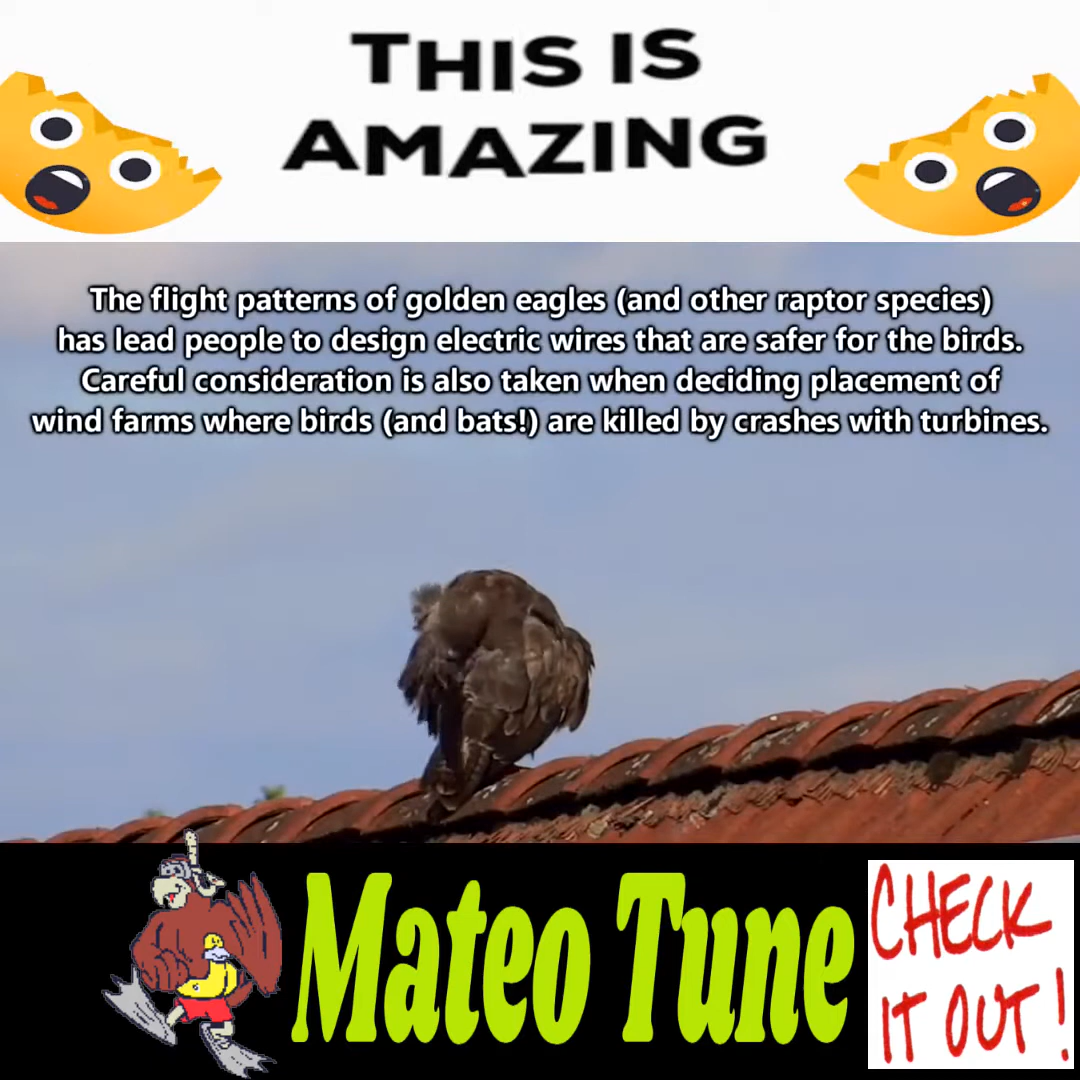 THIS IS
AMAZING
The flight patterns of golden eagles (and other raptor species)
has lead people to design electric wires that are safer for the birds.
Careful consideration is also taken when deciding placement of
wind farms where birds (and bats!) are killed by crashes with turbines.
Mateo Tune
CHECK
IT OUT!